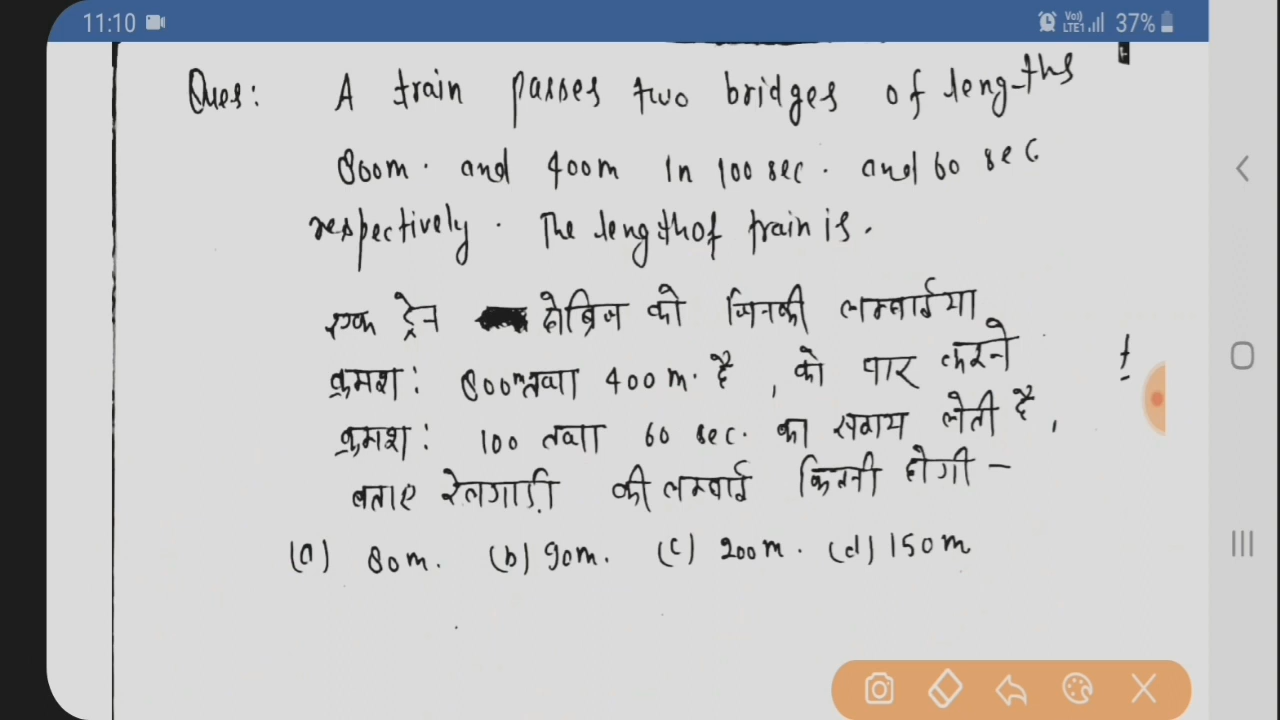 11:10 Vo) LTE1 37%
Ques: A train passes two bridges of lengths
800m. and 400m in 100 sec. and 60 sec
respectively. The length of train is.
एक ट्रेन दो ब्रिज को जिनकी लम्बाईया
क्रमश: 800m तथा 400m. है, को पार करने
क्रमश: 100 तथा 60 sec. का समय लेती है,
बताए रेलगाड़ी की लम्बाई कितनी होगी –
(a) 80m. (b) 90m. (c) 200m. (d) 150m